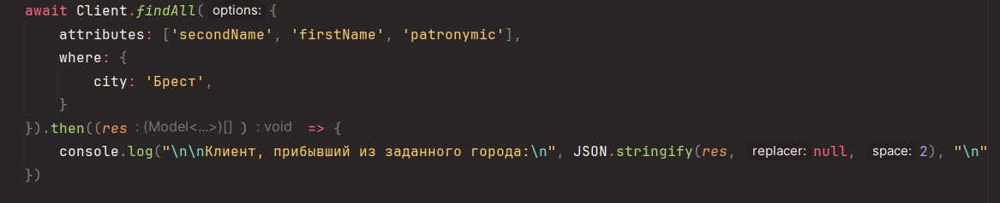 await Client.findAll( options: {
    attributes: ['secondName', 'firstName', 'patronymic'],
    where: {
        city: 'Брест',
    }
}).then((res : (Model<...>)[] ) : void => {
    console.log("\n\nКлиент, прибывший из заданного города:\n", JSON.stringify(res, replacer: null, space: 2), "\n"
})